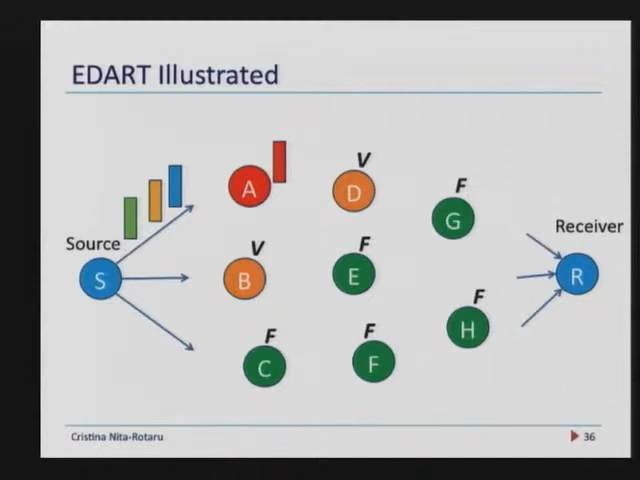 EDART Illustrated
V
A
D
F
G
Source
Receiver
V
F
S
B
E
R
F
H
F
F
C
F
Cristina Nita-Rotaru
36